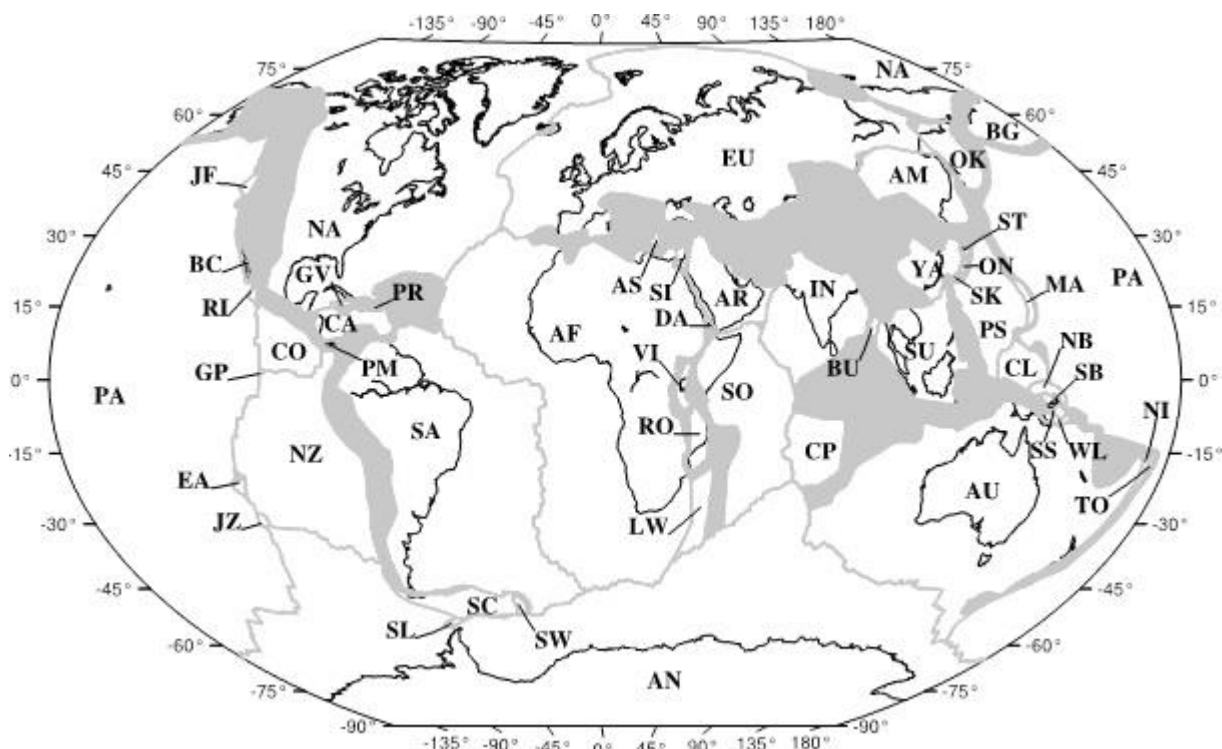 -135° -90° -45° 0° 45° 90° 135° 180°
75° NA 75°
60° BG 60°
JF EU AM OK 45°
45°
NA ST
30° 30°
BC GV YA ON
RI PR AS SI AR IN SK MA PA
15° CA DA PS 15°
CO AF VI BU SU NB
GP PM CL SB
0° 0°
PA SO
SA RO NI
NZ CP SS WL
-15° -15°
EA AU TO
JZ LW
-30° -30°
-45° -45°
SC
SL SW
-60° -60°
AN
-75° -75°
-90° -90°
-135° -90° -45° 0° 45° 90° 135° 180°